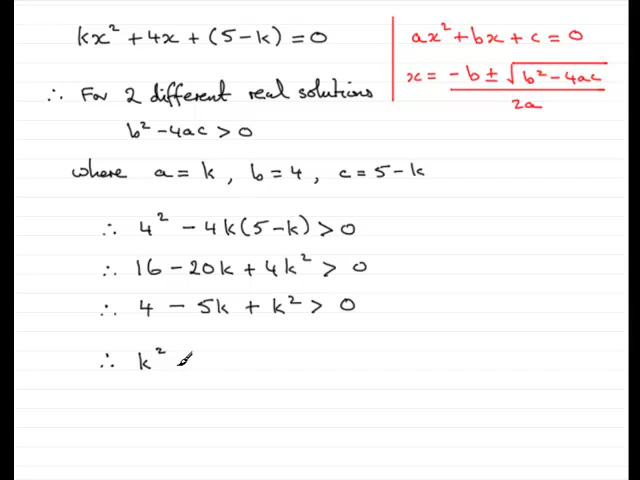 kx² + 4x + (5 - k) = 0
ax² + bx + c = 0
x = (-b ± √(b² - 4ac)) / 2a
∴ For 2 different real solutions
b² - 4ac > 0
where a = k , b = 4 , c = 5 - k
∴ 4² - 4k(5 - k) > 0
∴ 16 - 20k + 4k² > 0
∴ 4 - 5k + k² > 0
∴ k²